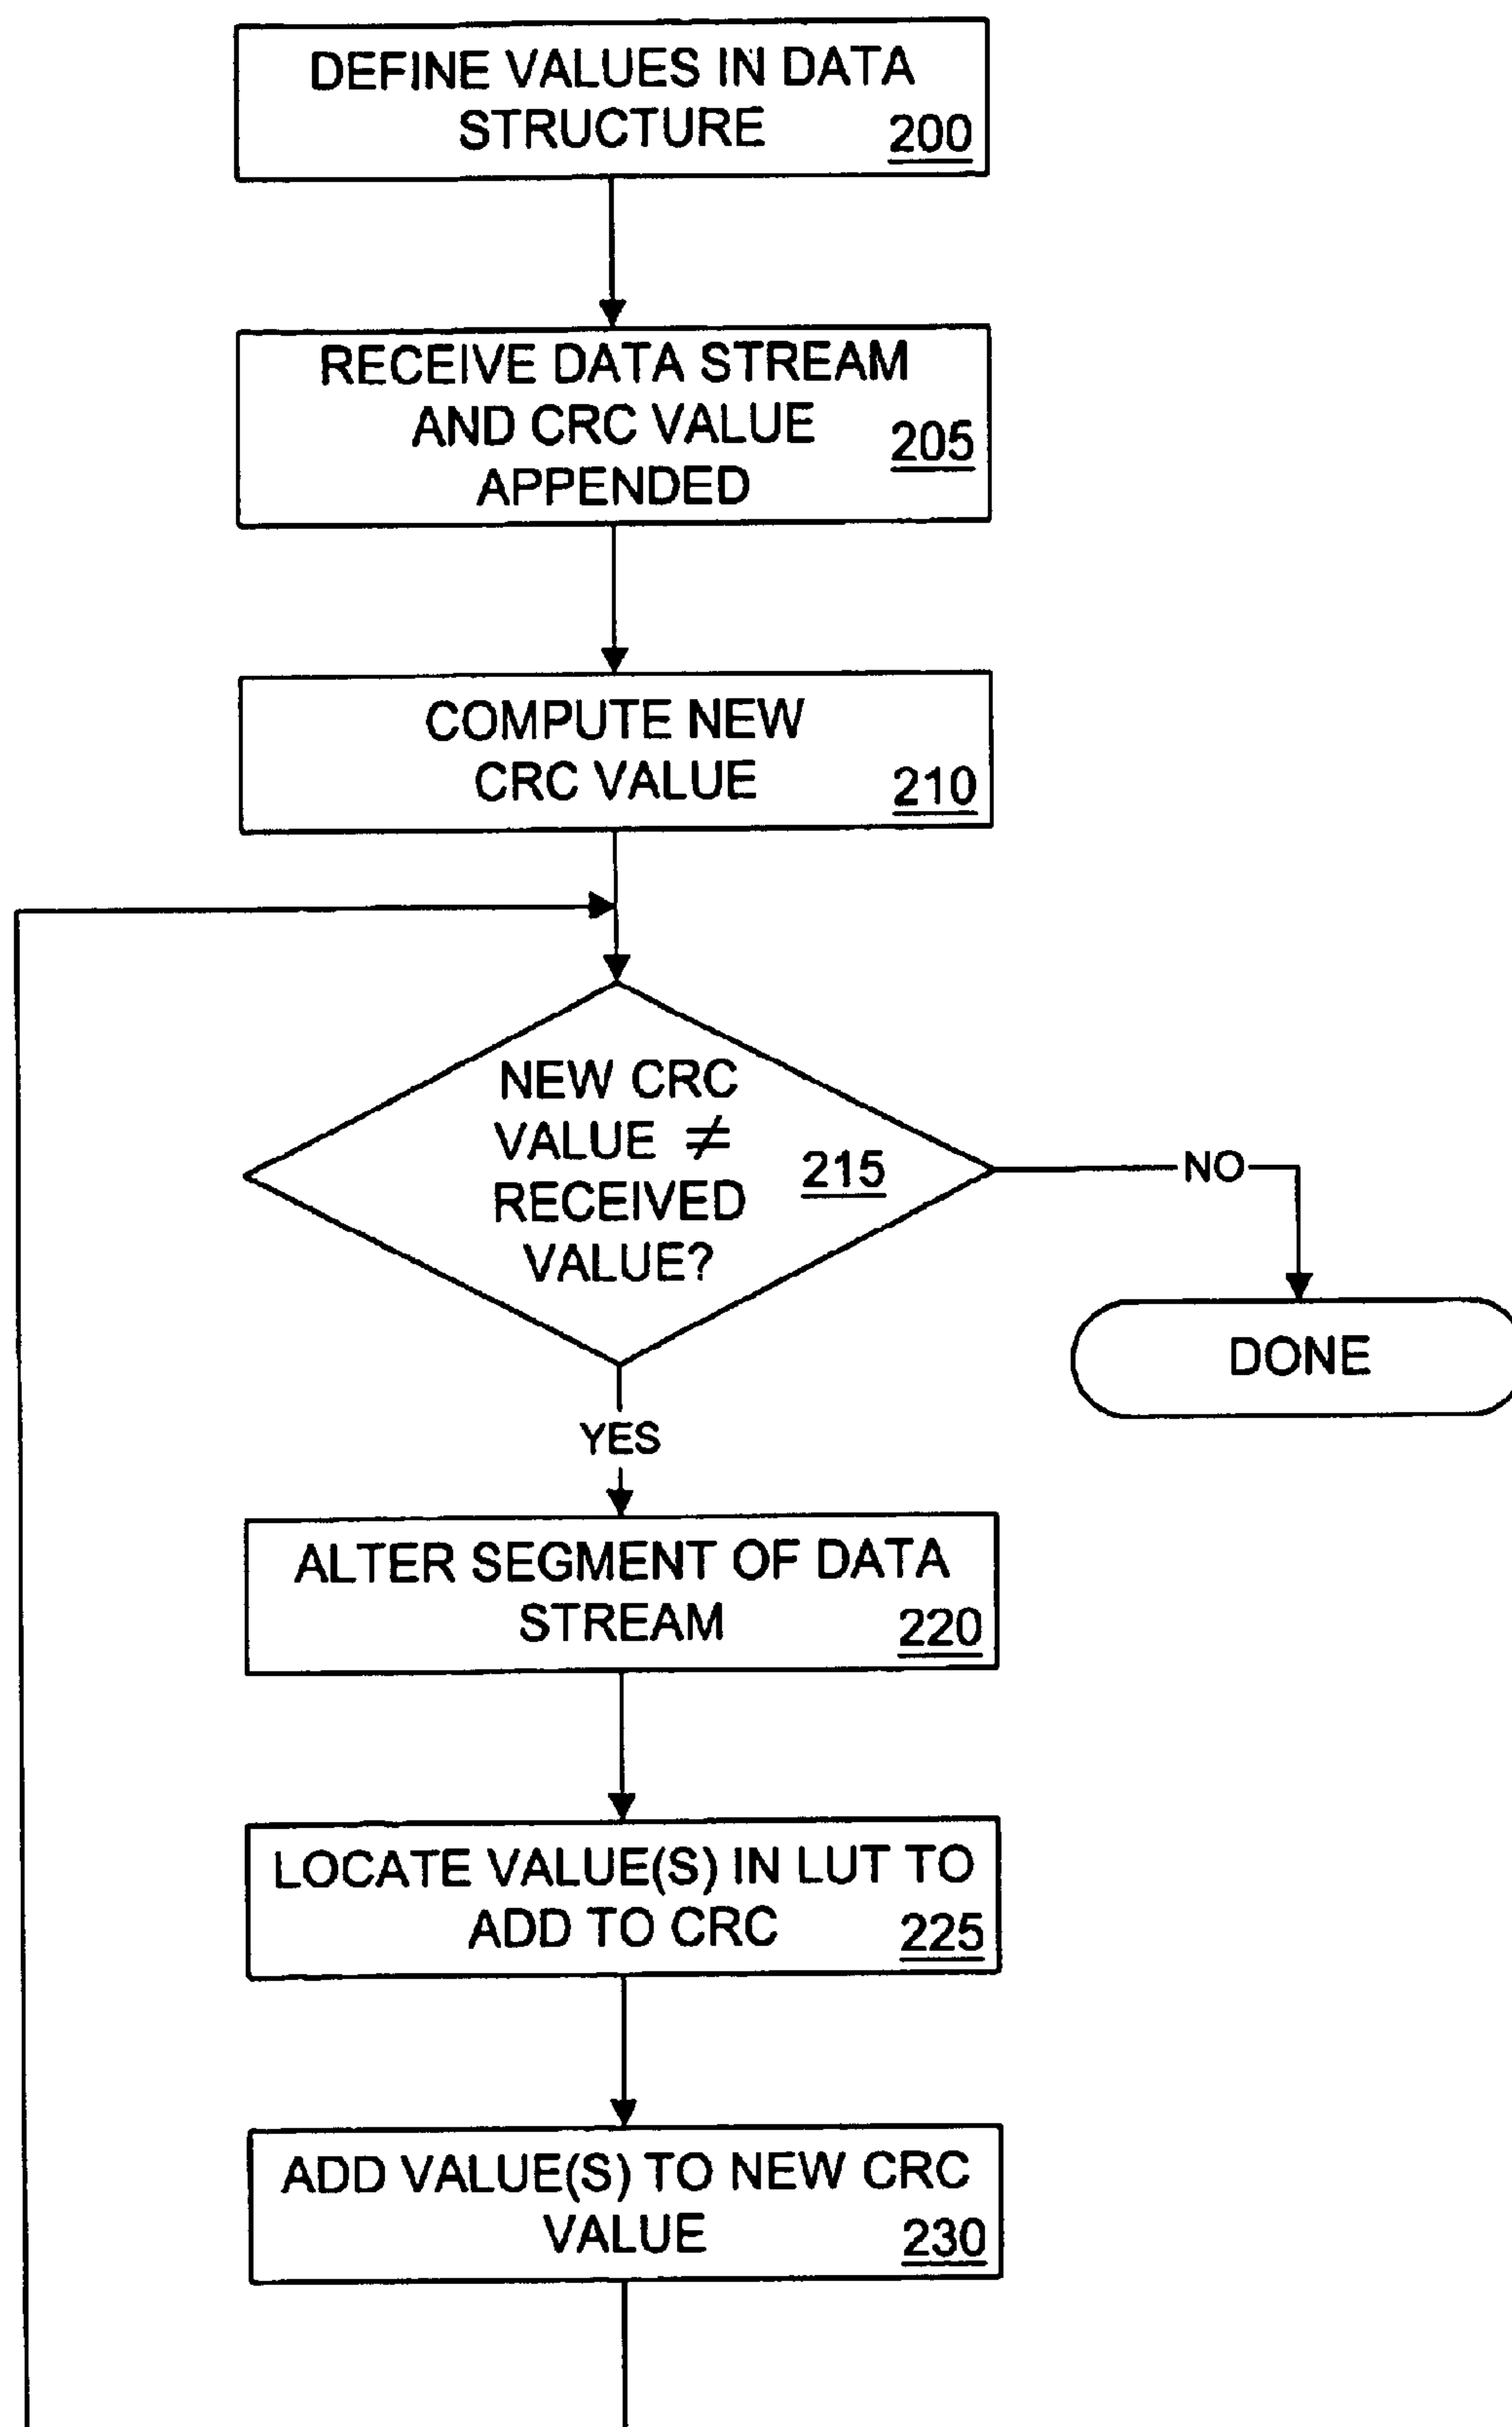 DEFINE VALUES IN DATA
STRUCTURE 200
RECEIVE DATA STREAM
AND CRC VALUE 205
APPENDED
COMPUTE NEW
CRC VALUE 210
NEW CRC
VALUE ≠
215
RECEIVED
VALUE?
NO
DONE
YES
ALTER SEGMENT OF DATA
STREAM 220
LOCATE VALUE(S) IN LUT TO
ADD TO CRC 225
ADD VALUE(S) TO NEW CRC
VALUE 230